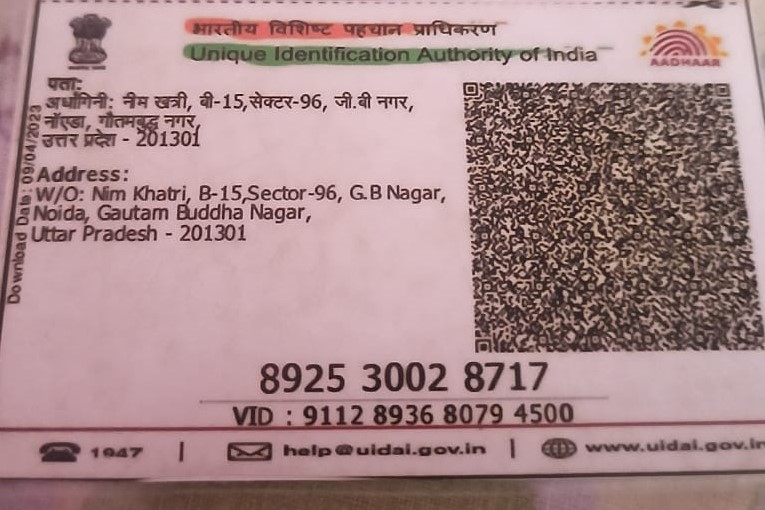 भारतीय विशिष्ट पहचान प्राधिकरण
Unique Identification Authority of India
AADHAAR
पता:
अर्धांगिनी: नीम खत्री, बी-15,सेक्टर-96, जी.बी नगर,
नॉएडा, गौतमबुद्ध नगर,
उत्तर प्रदेश - 201301
Download Date: 09/04/2023
Address:
W/O: Nim Khatri, B-15,Sector-96, G.B Nagar,
Noida, Gautam Buddha Nagar,
Uttar Pradesh - 201301
8925 3002 8717
VID : 9112 8936 8079 4500
1947 | help@uidai.gov.in | www.uidai.gov.in